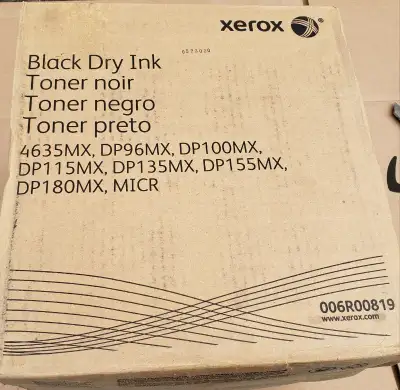 xerox
Black Dry Ink
Toner noir
Toner negro
Toner preto
4635MX, DP96MX, DP100MX,
DP115MX, DP135MX, DP155MX,
DP180MX, MICR
006R00819
www.xerox.com